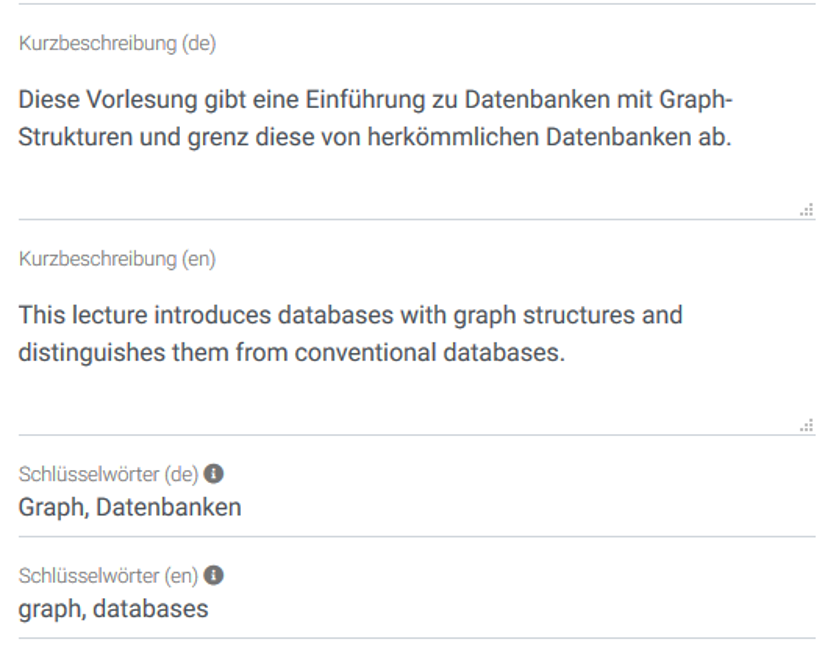 Kurzbeschreibung (de)
Diese Vorlesung gibt eine Einführung zu Datenbanken mit Graph-
Strukturen und grenz diese von herkömmlichen Datenbanken ab.
Kurzbeschreibung (en)
This lecture introduces databases with graph structures and
distinguishes them from conventional databases.
Schlüsselwörter (de)
Graph, Datenbanken
Schlüsselwörter (en)
graph, databases